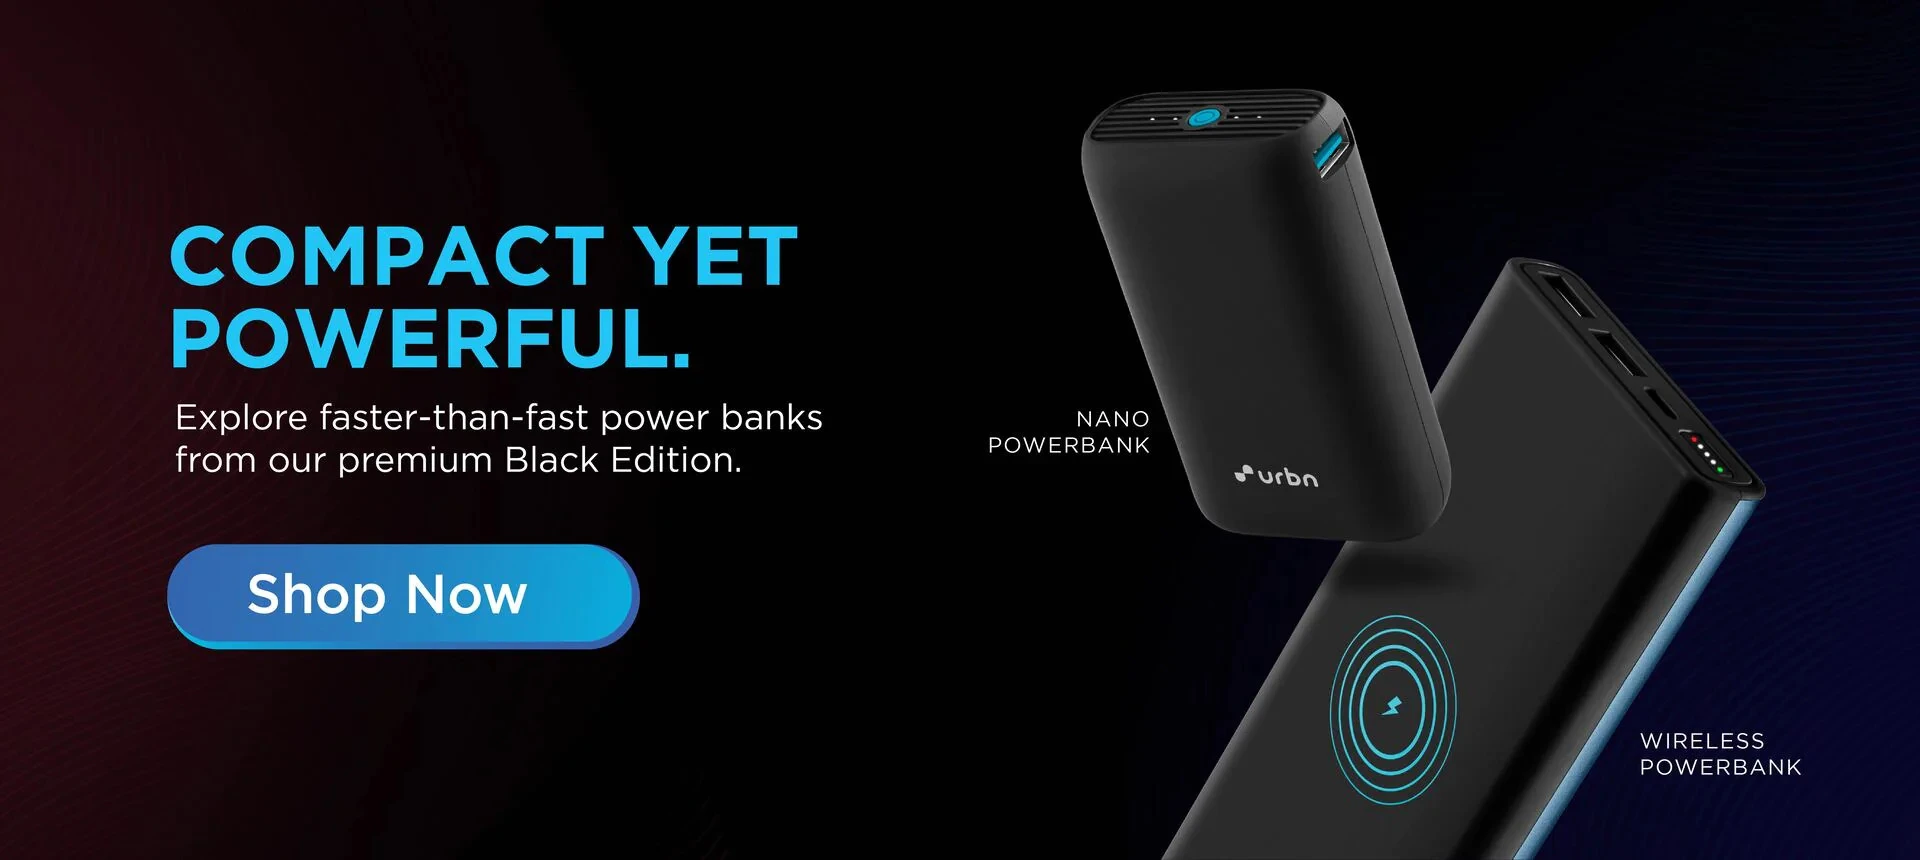 COMPACT YET
POWERFUL.
Explore faster-than-fast power banks
from our premium Black Edition.
Shop Now
NANO
POWERBANK
urbn
WIRELESS
POWERBANK